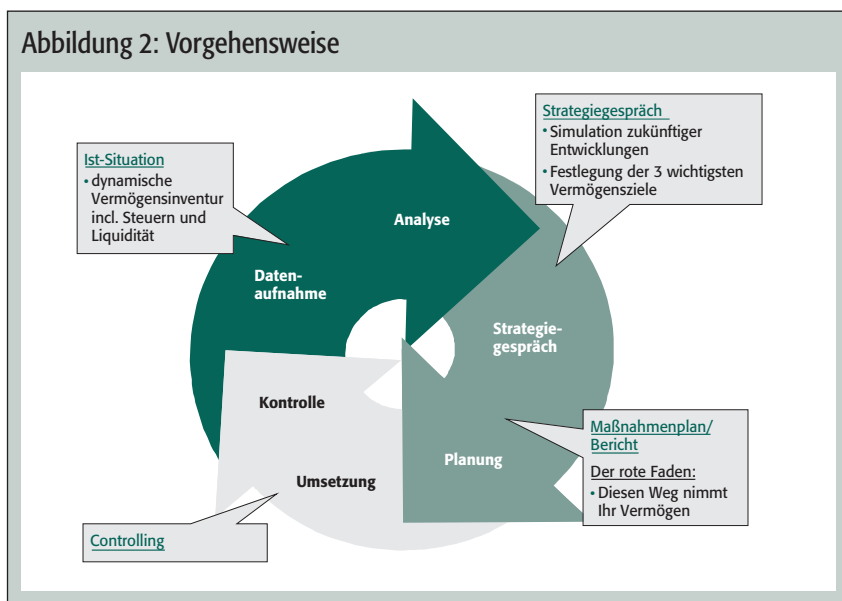 Abbildung 2: Vorgehensweise
Ist-Situation
• dynamische
Vermögensinventur
incl. Steuern und
Liquidität
Strategiegespräch
• Simulation zukünftiger
Entwicklungen
• Festlegung der 3 wichtigsten
Vermögensziele
Analyse
Daten-
aufnahme
Strategie-
gespräch
Kontrolle
Umsetzung
Planung
Maßnahmenplan/
Bericht
Der rote Faden:
• Diesen Weg nimmt
Ihr Vermögen
Controlling